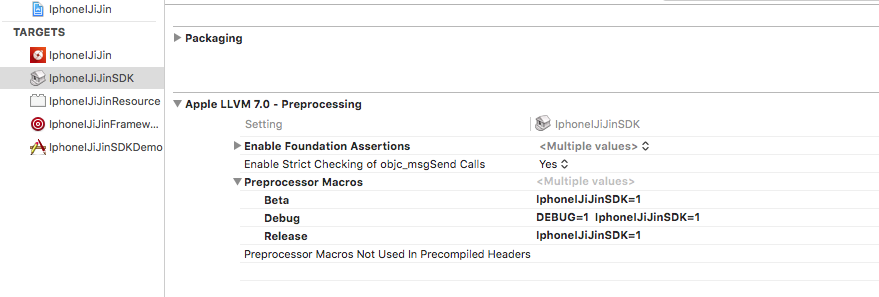 IphoneIJiJin
TARGETS
IphoneIJiJin
IphoneIJiJinSDK
IphoneIJiJinResource
IphoneIJiJinFramew...
IphoneIJiJinSDKDemo
Packaging
Apple LLVM 7.0 - Preprocessing
Setting IphoneIJiJinSDK
Enable Foundation Assertions <Multiple values>
Enable Strict Checking of objc_msgSend Calls Yes
Preprocessor Macros <Multiple values>
Beta IphoneIJiJinSDK=1
Debug DEBUG=1 IphoneIJiJinSDK=1
Release IphoneIJiJinSDK=1
Preprocessor Macros Not Used In Precompiled Headers